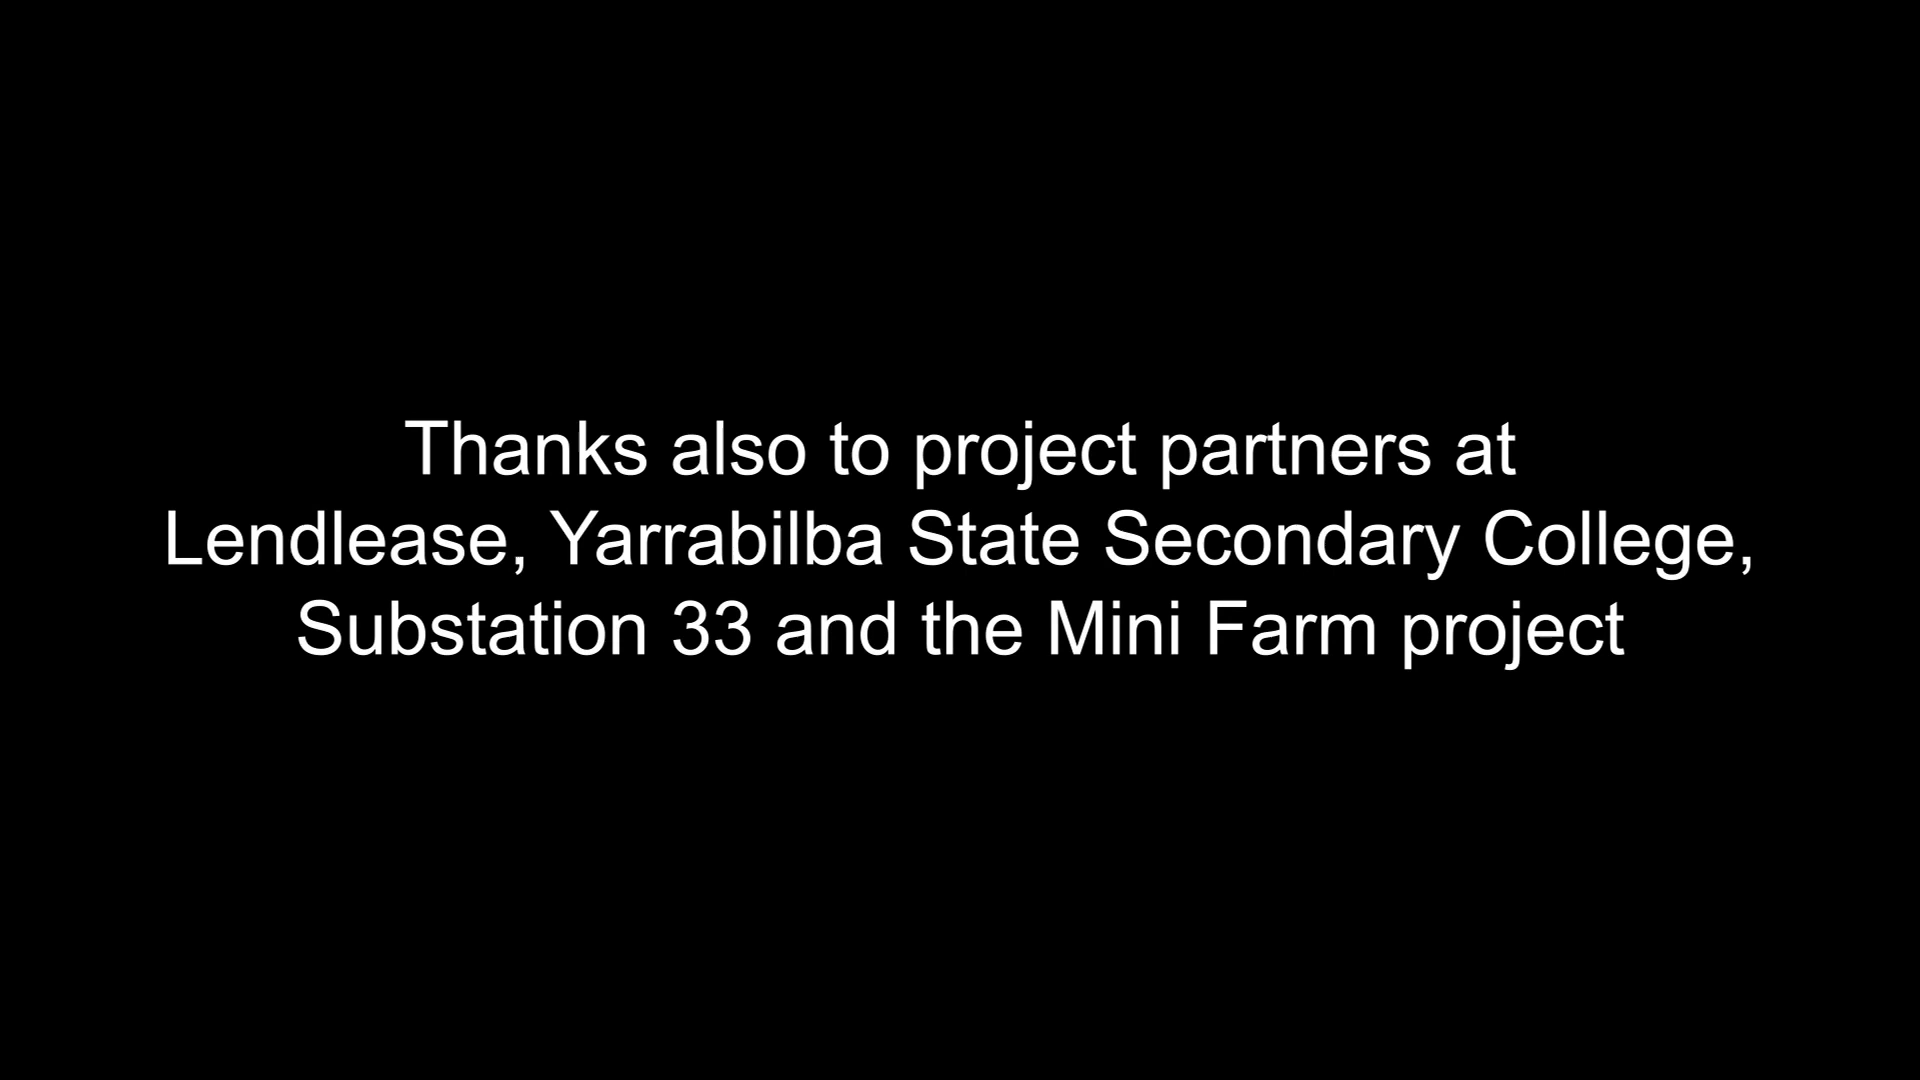 Thanks also to project partners at
Lendlease, Yarrabilba State Secondary College,
Substation 33 and the Mini Farm project